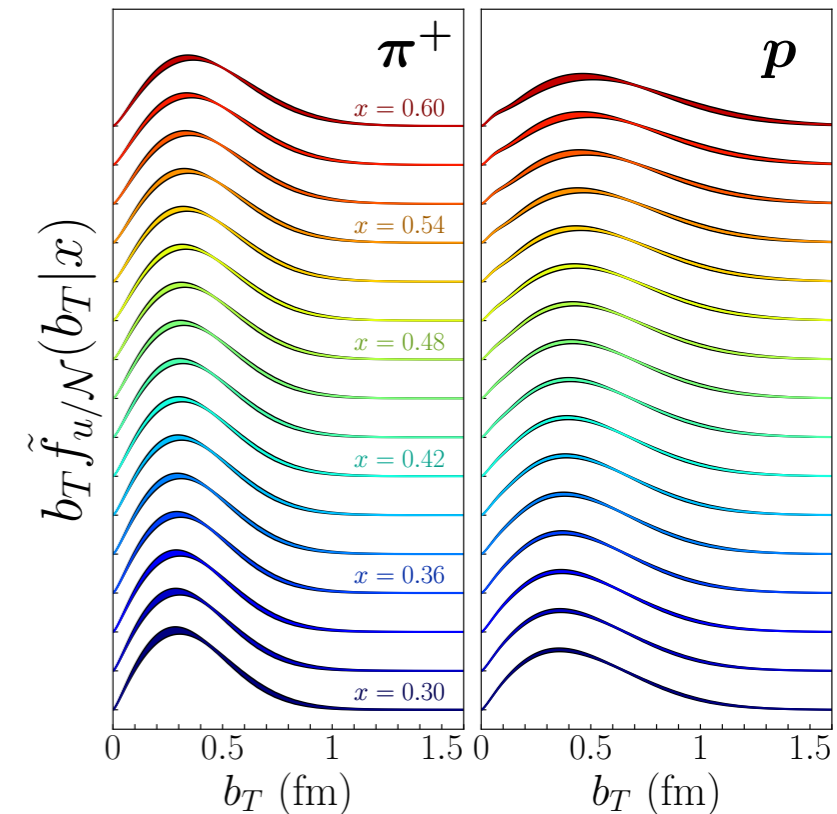 π⁺
p
x = 0.60
x = 0.54
x = 0.48
x = 0.42
x = 0.36
x = 0.30
b_T f̃_{u/𝒩}(b_T|x)
0 0.5 1 1.5 0 0.5 1 1.5
b_T (fm) b_T (fm)